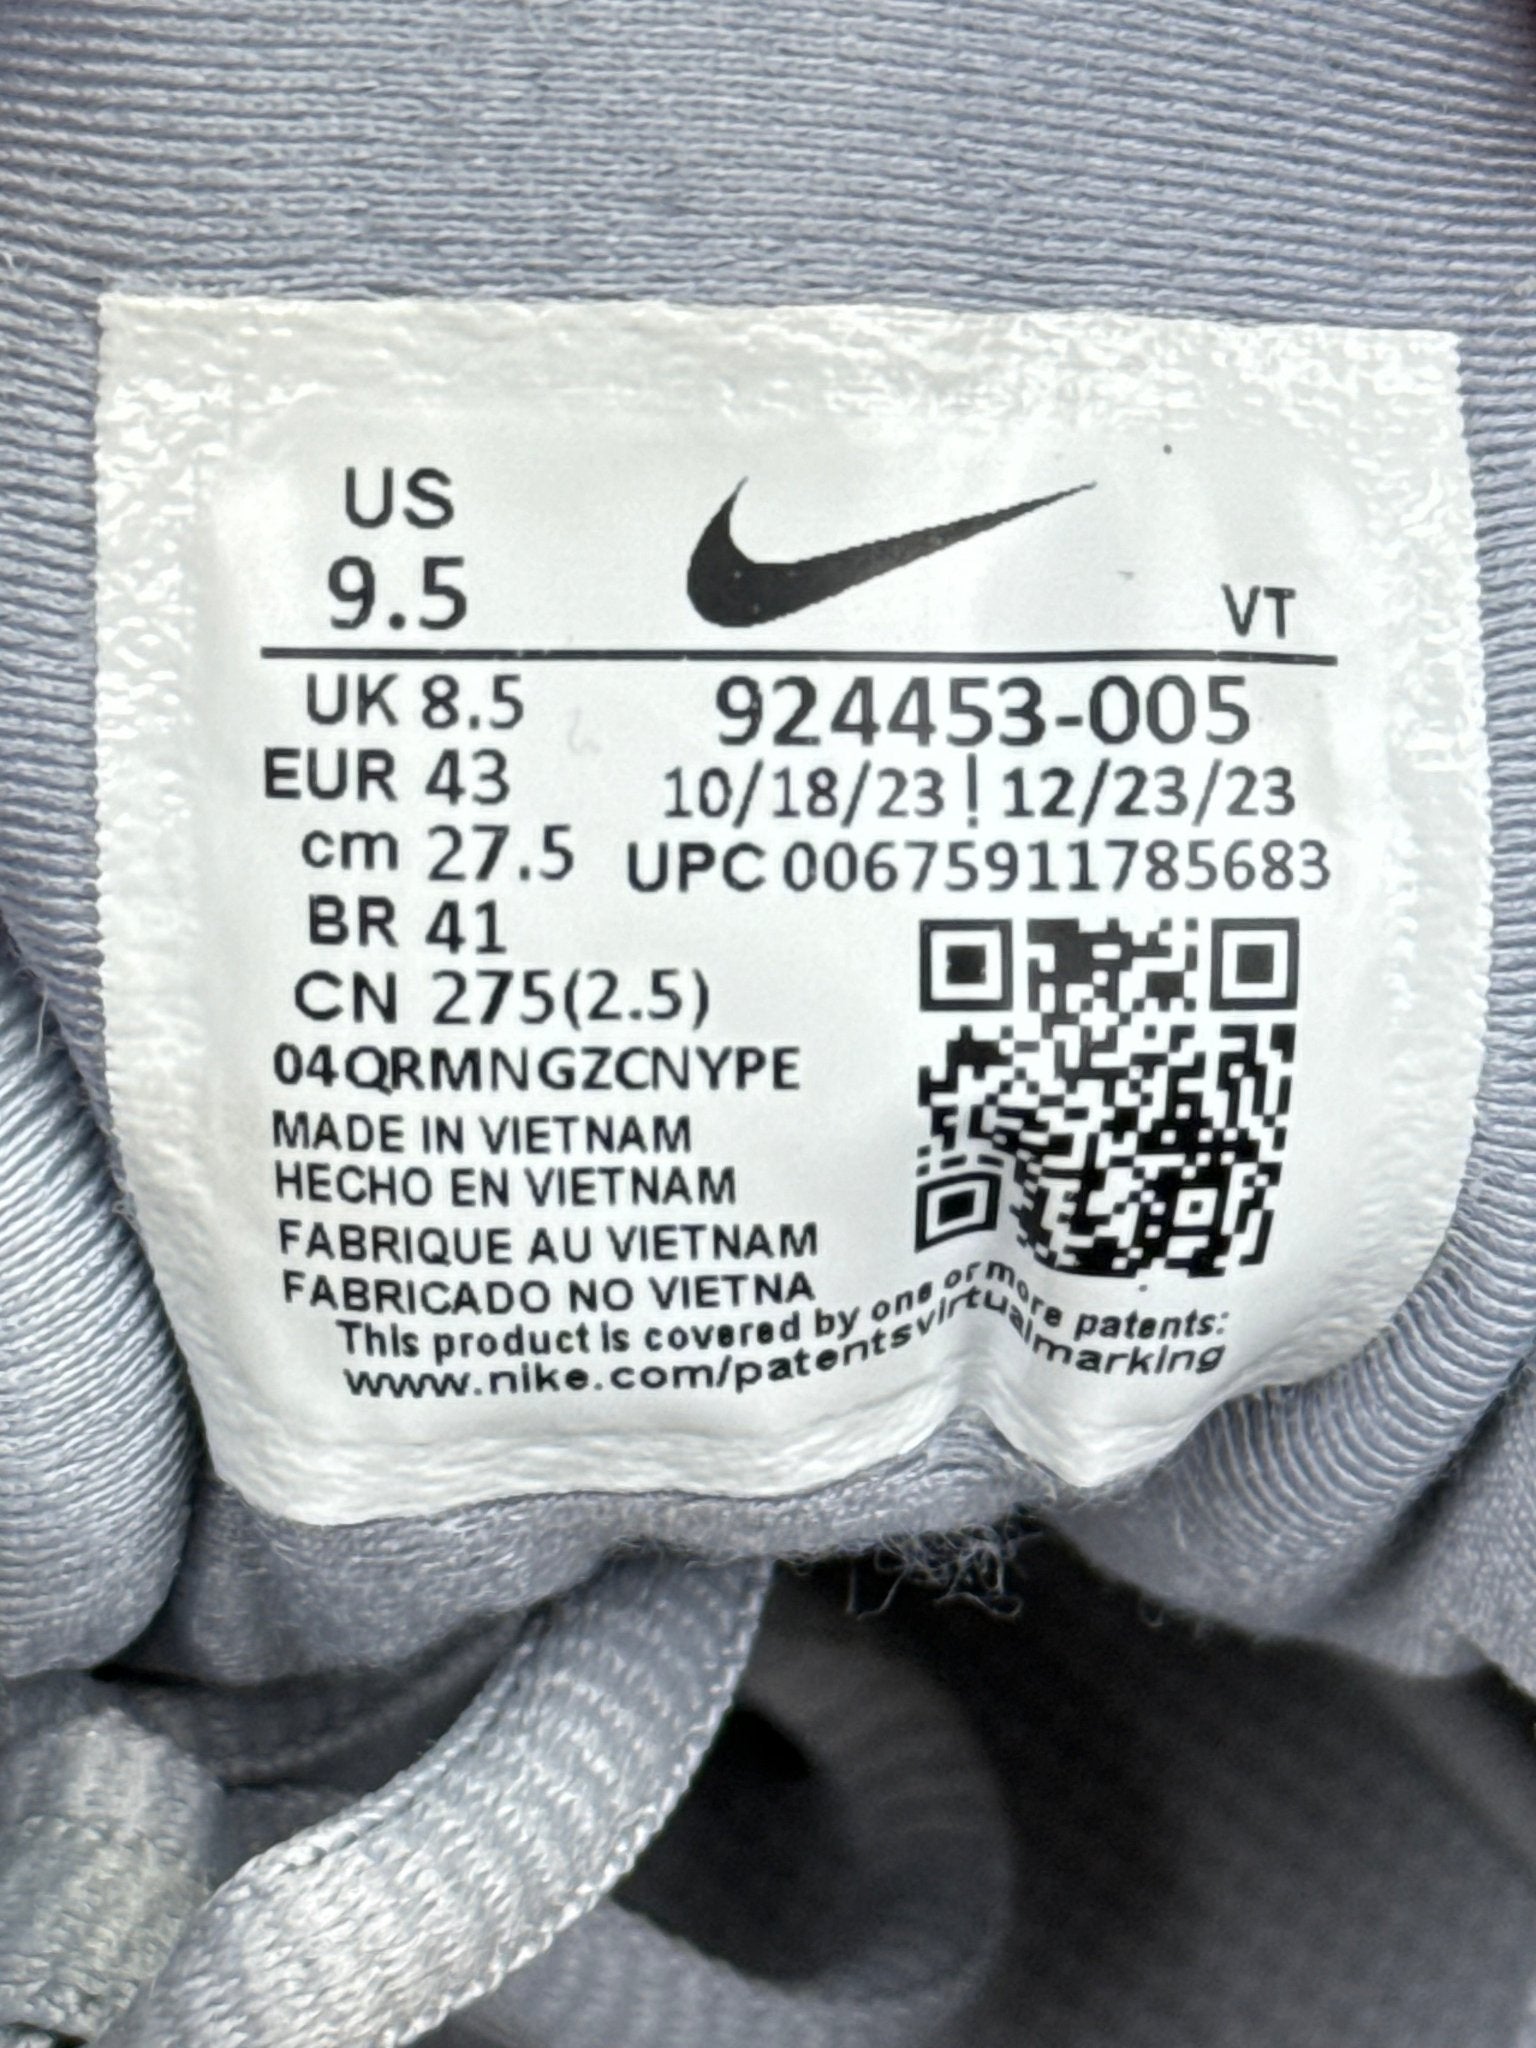 US
9.5
VT
UK 8.5
EUR 43
cm 27.5
BR 41
CN 275(2.5)
924453-005
10/18/23 | 12/23/23
UPC 00675911785683
04QRMNGZCNYPE
MADE IN VIETNAM
HECHO EN VIETNAM
FABRIQUE AU VIETNAM
FABRICADO NO VIETNA
This product is covered by one or more patents:
www.nike.com/patentsvirtualmarking